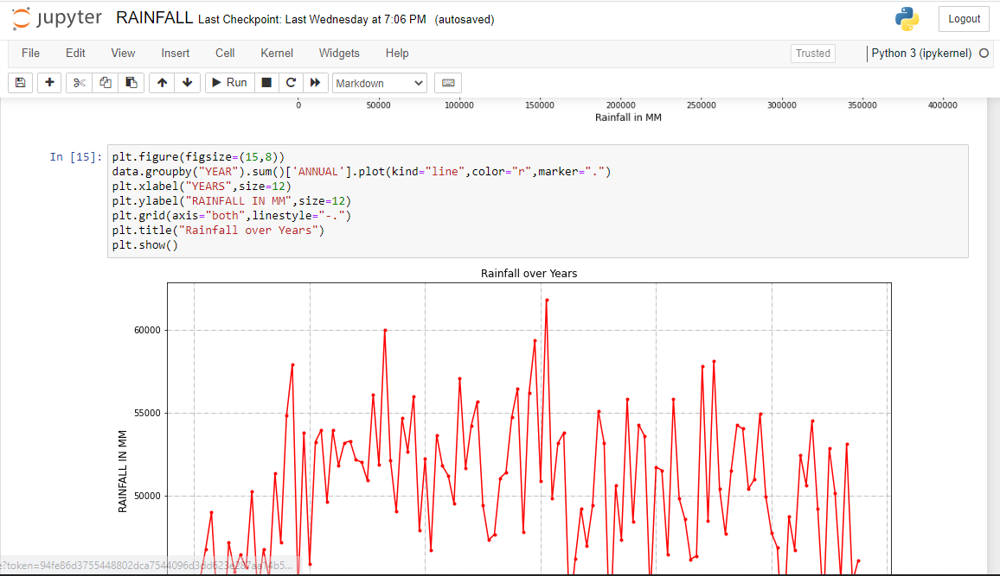 jupyter RAINFALL Last Checkpoint: Last Wednesday at 7:06 PM (autosaved)
Logout
File Edit View Insert Cell Kernel Widgets Help
Trusted
Python 3 (ipykernel)
Run
Markdown
0 50000 100000 150000 200000 250000 300000 350000 400000
Rainfall in MM
In [15]:
plt.figure(figsize=(15,8))
data.groupby("YEAR").sum()['ANNUAL'].plot(kind="line",color="r",marker=".")
plt.xlabel("YEARS",size=12)
plt.ylabel("RAINFALL IN MM",size=12)
plt.grid(axis="both",linestyle="-.")
plt.title("Rainfall over Years")
plt.show()
Rainfall over Years
60000
55000
50000
RAINFALL IN MM